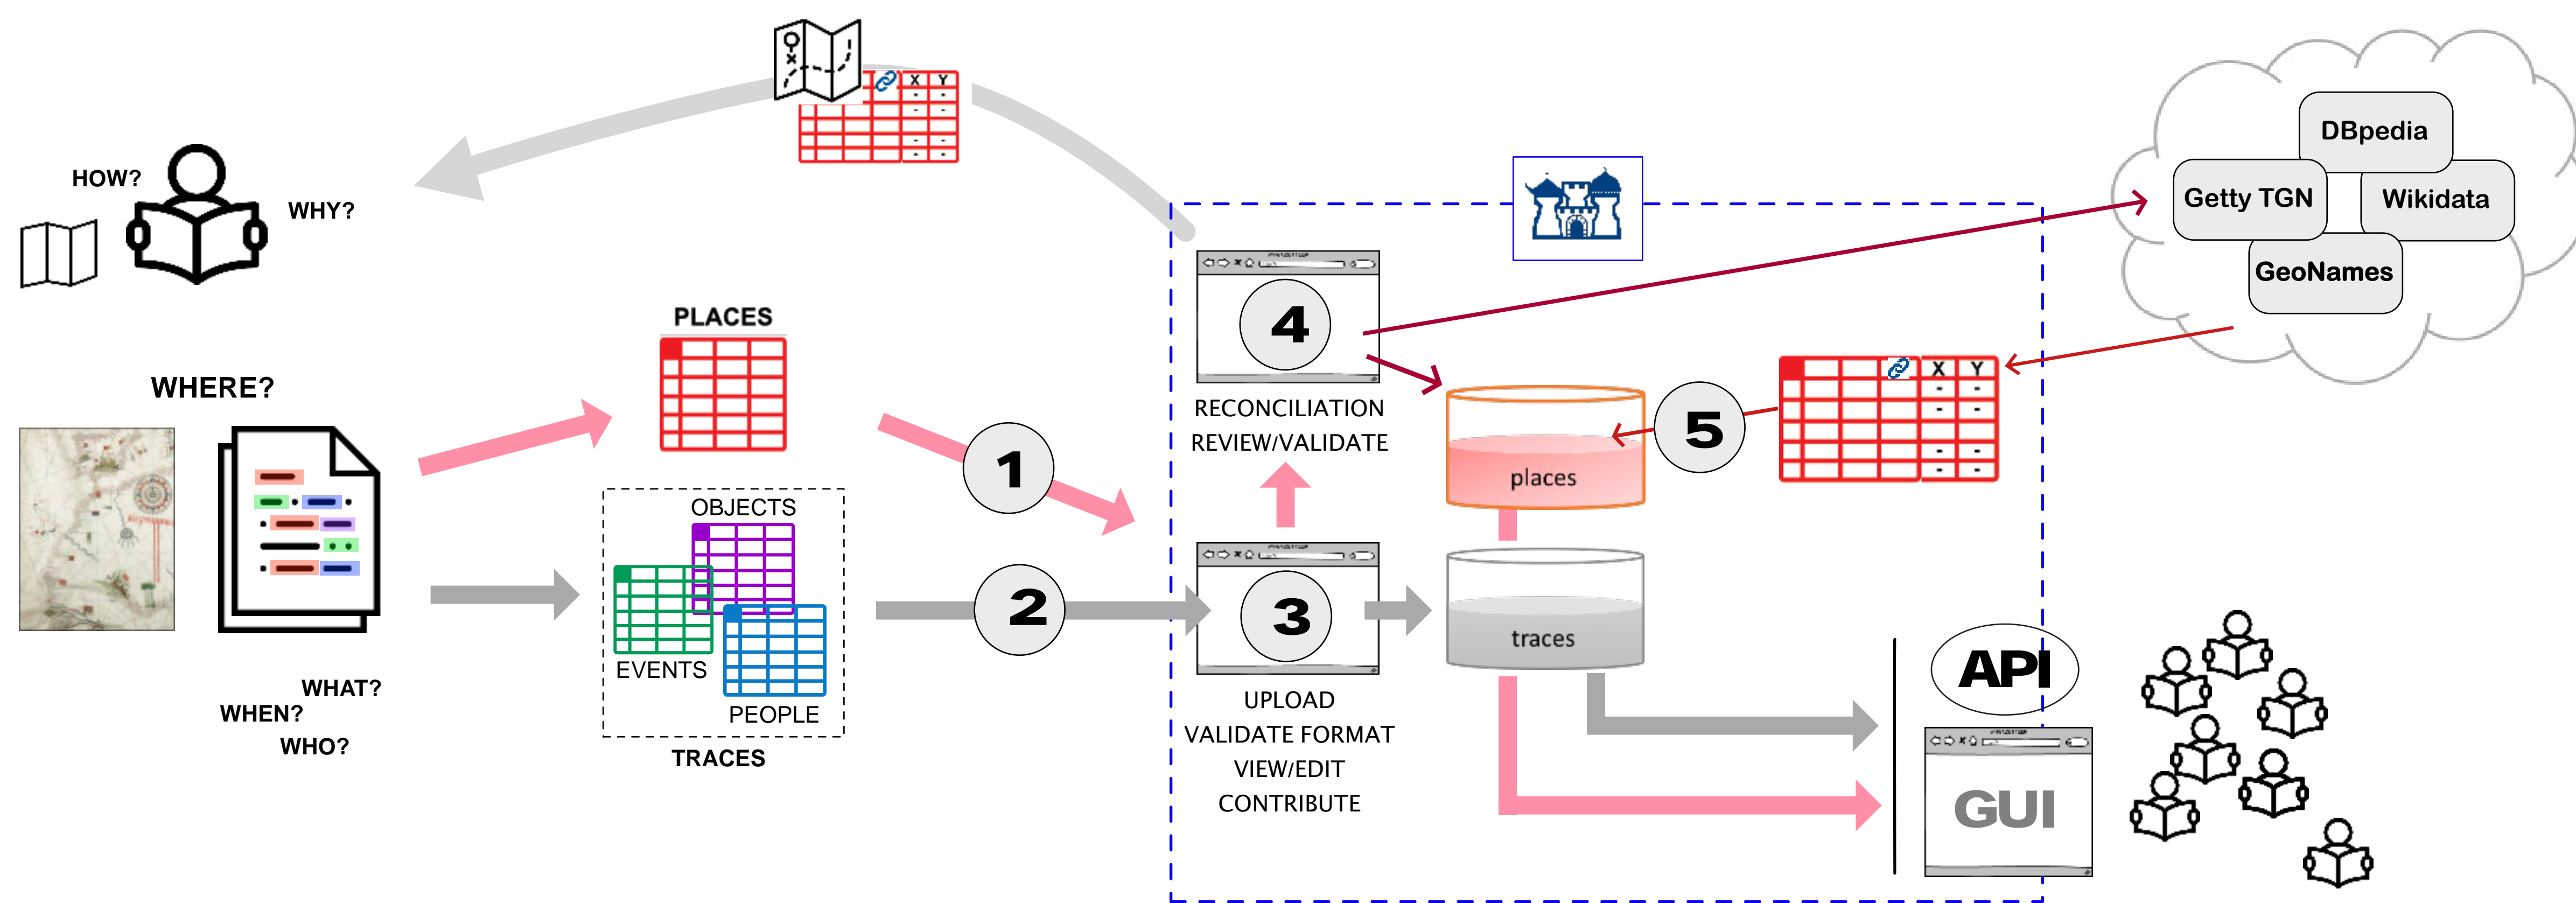 HOW?
WHY?
WHERE?
WHAT?
WHEN?
WHO?
X Y
PLACES
OBJECTS
EVENTS
PEOPLE
TRACES
1
2
4
RECONCILIATION
REVIEW/VALIDATE
3
UPLOAD
VALIDATE FORMAT
VIEW/EDIT
CONTRIBUTE
places
traces
5
X Y
DBpedia
Getty TGN
Wikidata
GeoNames
API
GUI